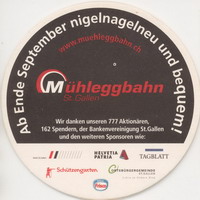 Ab Ende September nigelnagelneu und bequem!
www.muehleggbahn.ch
Mühleggbahn
St. Gallen
Wir danken unseren 777 Aktionären,
162 Spendern, der Bankenvereinigung St.Gallen
und den weiteren Sponsoren wie:
HELVETIA
PATRIA
TAGBLATT
Schützengarten
ORTSBÜRGERGEMEINDE